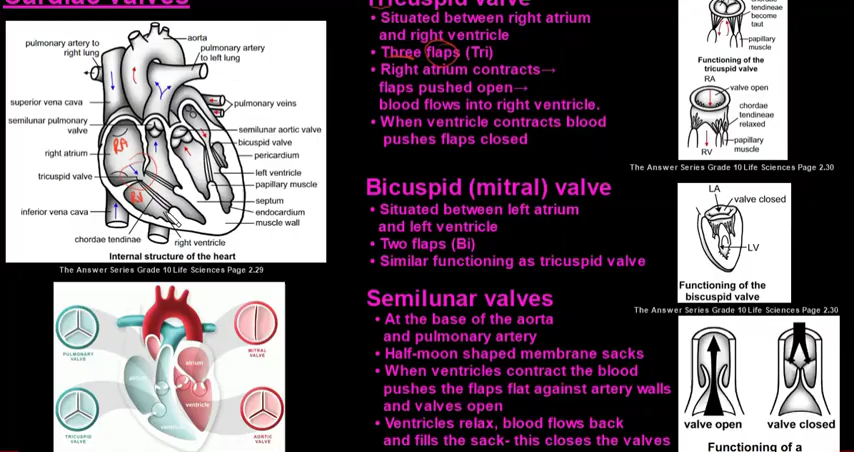 Cardiac valves
pulmonary artery to
right lung
aorta
pulmonary artery
to left lung
superior vena cava
pulmonary veins
semilunar pulmonary
valve
semilunar aortic valve
bicuspid valve
right atrium
pericardium
tricuspid valve
left ventricle
papillary muscle
septum
inferior vena cava
endocardium
muscle wall
chordae tendinae
right ventricle
RA
RV
Internal structure of the heart
The Answer Series Grade 10 Life Sciences Page 2.29
PULMONARY
VALVE
MITRAL
VALVE
atrium
atrium
ventricle
ventricle
TRICUSPID
VALVE
AORTIC
VALVE
Tricuspid valve
• Situated between right atrium
and right ventricle
• Three flaps (Tri)
• Right atrium contracts→
flaps pushed open→
blood flows into right ventricle.
• When ventricle contracts blood
pushes flaps closed
Bicuspid (mitral) valve
• Situated between left atrium
and left ventricle
• Two flaps (Bi)
• Similar functioning as tricuspid valve
Semilunar valves
• At the base of the aorta
and pulmonary artery
• Half-moon shaped membrane sacks
• When ventricles contract the blood
pushes the flaps flat against artery walls
and valves open
• Ventricles relax, blood flows back
and fills the sack- this closes the valves
chordae
tendineae
become
taut
papillary
muscle
Functioning of the
tricuspid valve
RA
valve open
chordae
tendineae
relaxed
papillary
muscle
RV
The Answer Series Grade 10 Life Sciences Page 2.30
LA
valve closed
LV
Functioning of the
biscuspid valve
The Answer Series Grade 10 Life Sciences Page 2.30
valve open
valve closed
Functioning of a